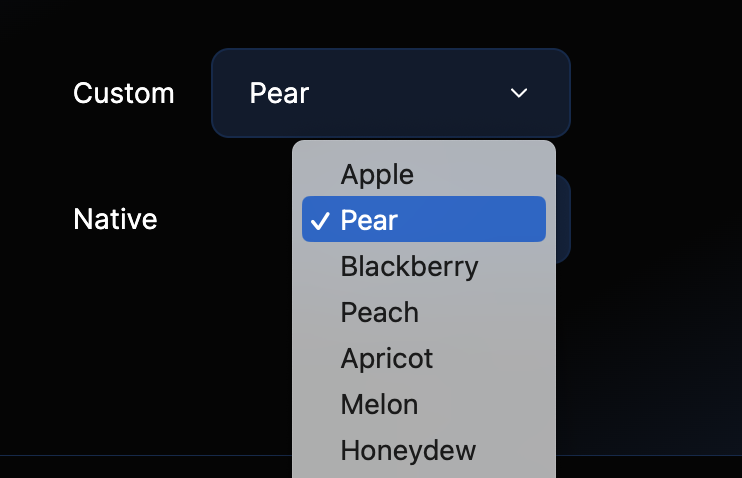 Custom
Pear
Apple
Pear
Native
Blackberry
Peach
Apricot
Melon
Honeydew